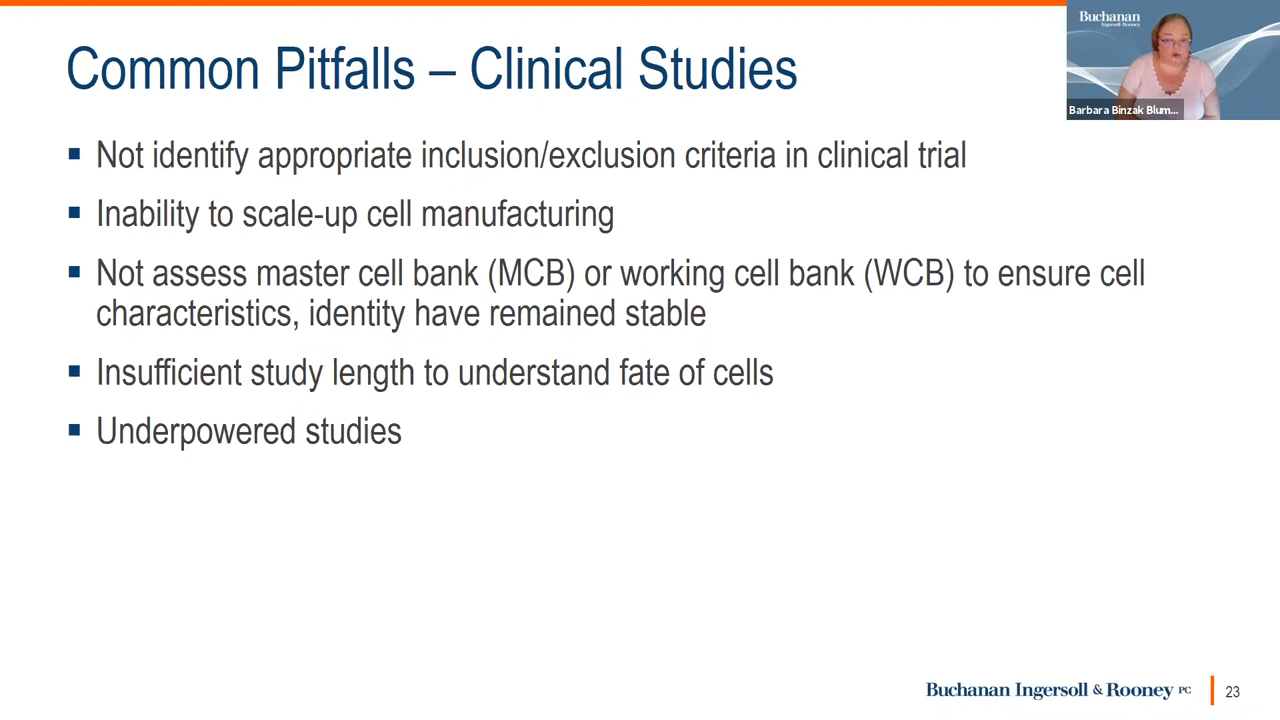 Common Pitfalls – Clinical Studies
Buchanan
Ingersoll & Rooney
Barbara Binzak Blum...
▪ Not identify appropriate inclusion/exclusion criteria in clinical trial
▪ Inability to scale-up cell manufacturing
▪ Not assess master cell bank (MCB) or working cell bank (WCB) to ensure cell
characteristics, identity have remained stable
▪ Insufficient study length to understand fate of cells
▪ Underpowered studies
Buchanan Ingersoll & Rooney PC
23